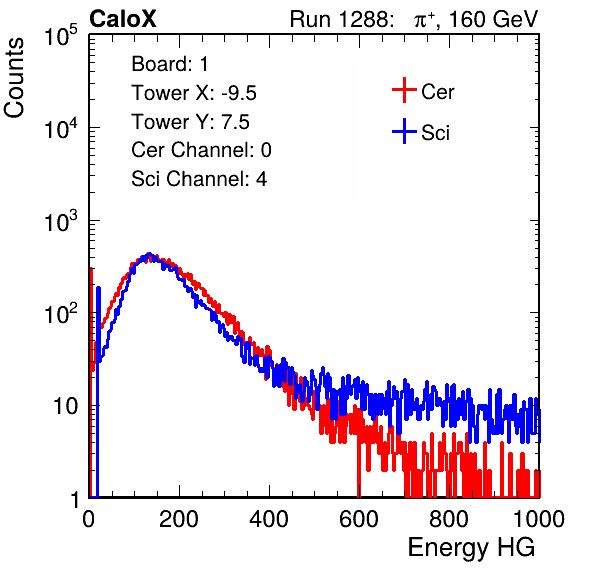 CaloX Run 1288: π⁺, 160 GeV
Counts
10⁵
10⁴
10³
10²
10
1
Board: 1
Tower X: -9.5
Tower Y: 7.5
Cer Channel: 0
Sci Channel: 4
Cer
Sci
0 200 400 600 800 1000
Energy HG